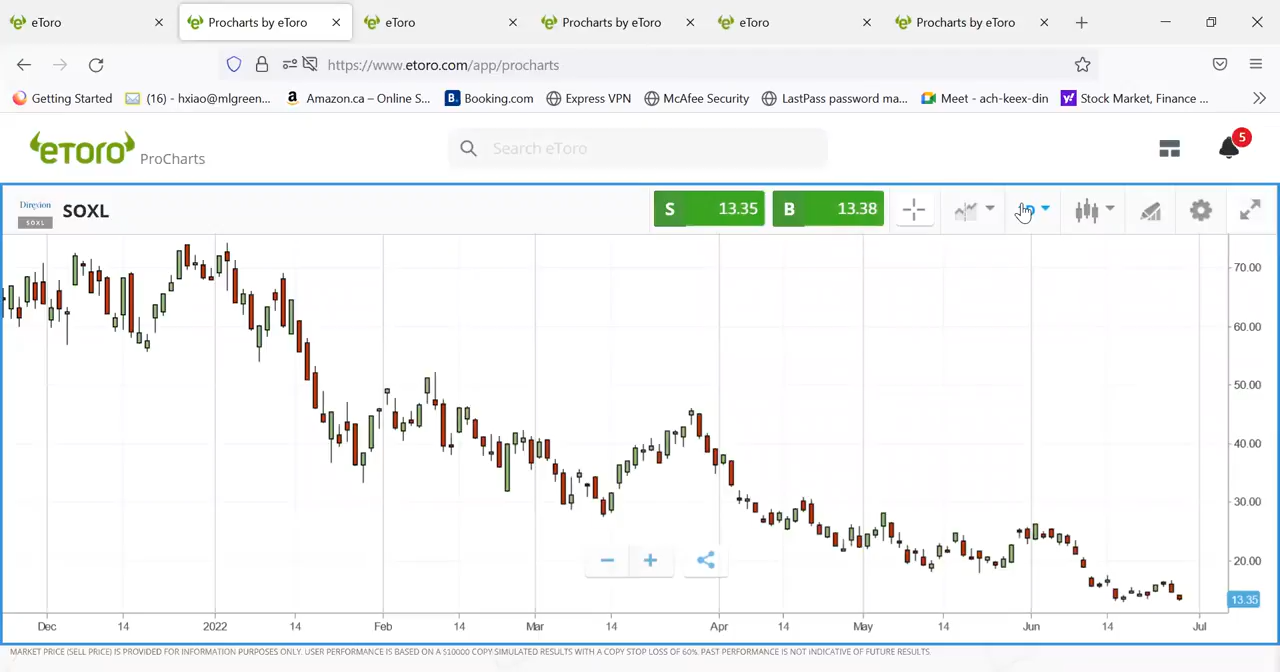 eToro Procharts by eToro eToro Procharts by eToro eToro Procharts by eToro
https://www.etoro.com/app/procharts
Getting Started (16) - hxiao@mlgreen... Amazon.ca – Online S... Booking.com Express VPN McAfee Security LastPass password ma... Meet - ach-keex-din Stock Market, Finance ...
eToro ProCharts Search eToro 5
Direxion
SOXL
SOXL S 13.35 B 13.38
70.00
60.00
50.00
40.00
30.00
20.00
13.35
Dec 14 2022 14 Feb 14 Mar 14 Apr 14 May 14 Jun 14 Jul
MARKET PRICE (SELL PRICE) IS PROVIDED FOR INFORMATION PURPOSES ONLY. USER PERFORMANCE IS BASED ON A $10000 COPY SIMULATED RESULTS WITH A COPY STOP LOSS OF 60%. PAST PERFORMANCE IS NOT INDICATIVE OF FUTURE RESULTS.